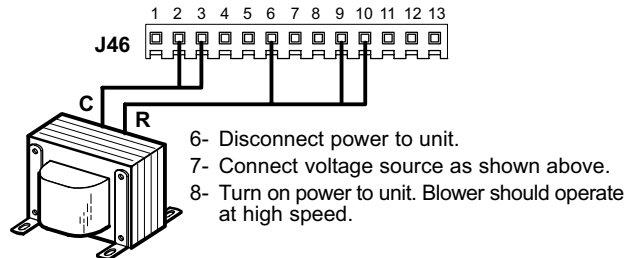 1 2 3 4 5 6 7 8 9 10 11 12 13
J46
C
R
6- Disconnect power to unit.
7- Connect voltage source as shown above.
8- Turn on power to unit. Blower should operate
at high speed.